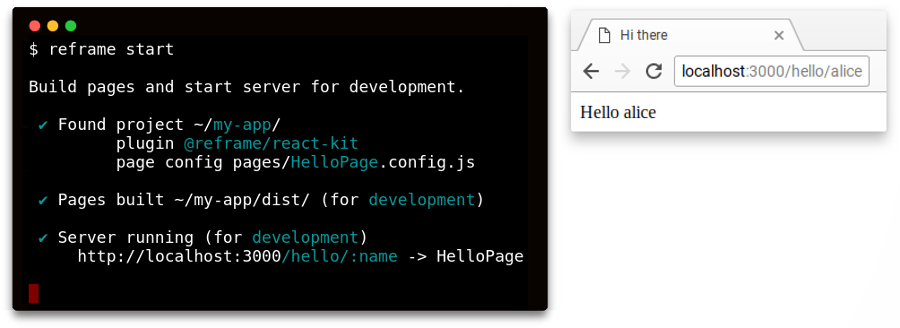 $ reframe start
Build pages and start server for development.
✔ Found project ~/my-app/
plugin @reframe/react-kit
page config pages/HelloPage.config.js
✔ Pages built ~/my-app/dist/ (for development)
✔ Server running (for development)
http://localhost:3000/hello/:name -> HelloPage
Hi there
localhost:3000/hello/alice
Hello alice